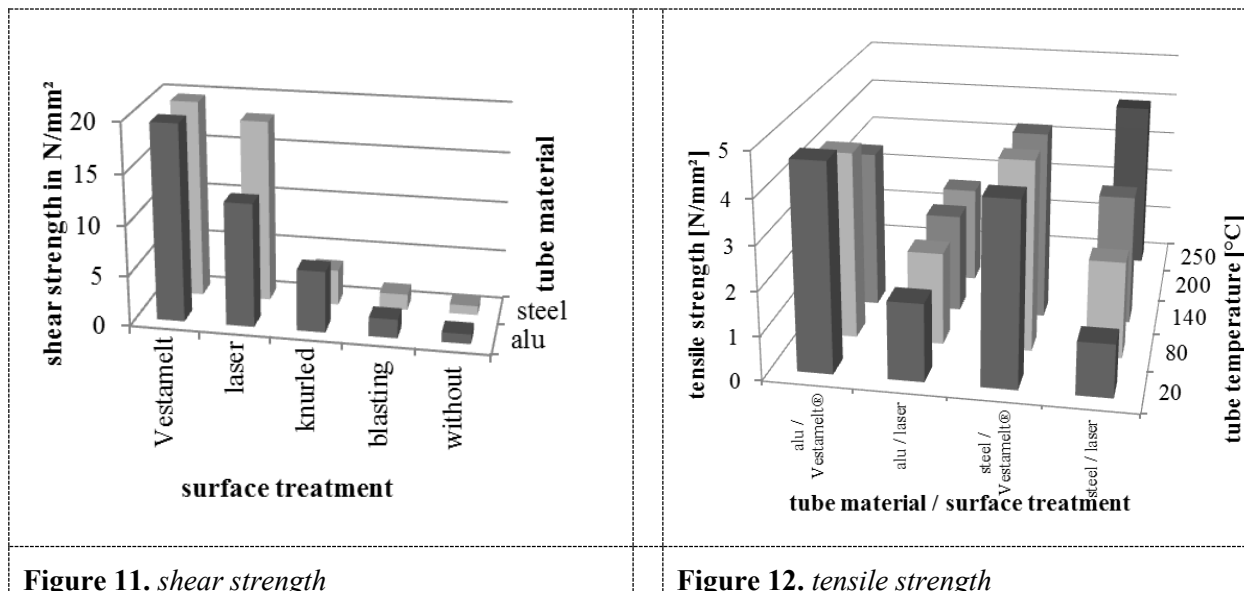 shear strength in N/mm²
20
15
10
5
0
tube material
steel
alu
Vestamelt
laser
knurled
blasting
without
surface treatment
Figure 11. shear strength
tensile strength [N/mm²]
5
4
3
2
1
0
250
200
140
80
20
tube temperature [°C]
alu /
Vestamelt®
alu / laser
steel /
Vestamelt®
steel / laser
tube material / surface treatment
Figure 12. tensile strength